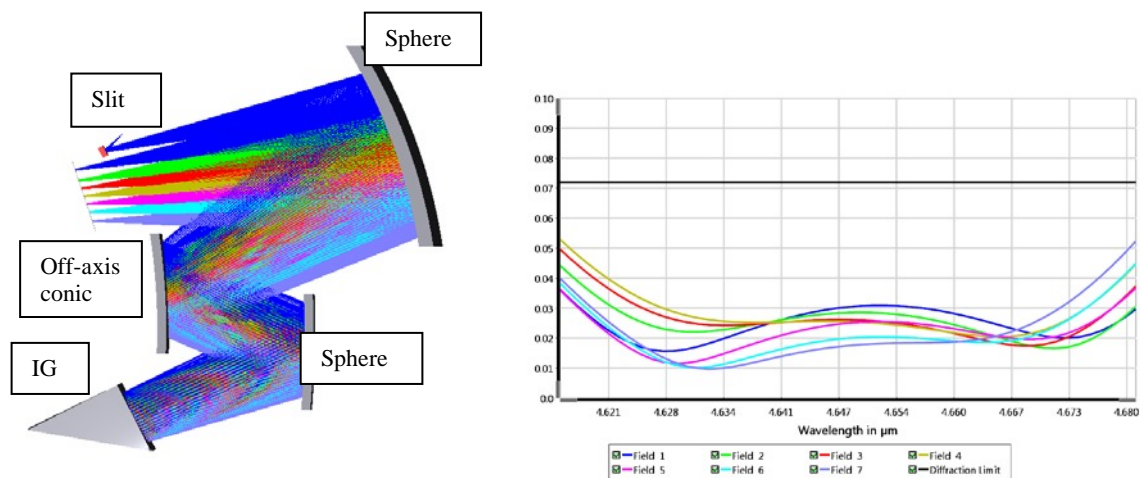 Sphere
Slit
Off-axis
conic
Sphere
IG
0.10
0.09
0.08
0.07
0.06
0.05
0.04
0.03
0.02
0.01
0.0
4.621 4.628 4.634 4.641 4.647 4.654 4.660 4.667 4.673 4.680
Wavelength in µm
Field 1 Field 2 Field 3 Field 4
Field 5 Field 6 Field 7 Diffraction Limit